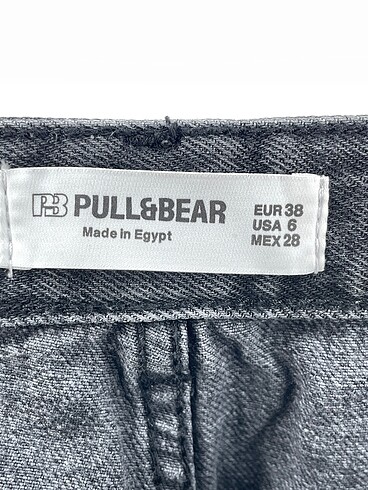 PB PULL&BEAR
Made in Egypt
EUR 38
USA 6
MEX 28